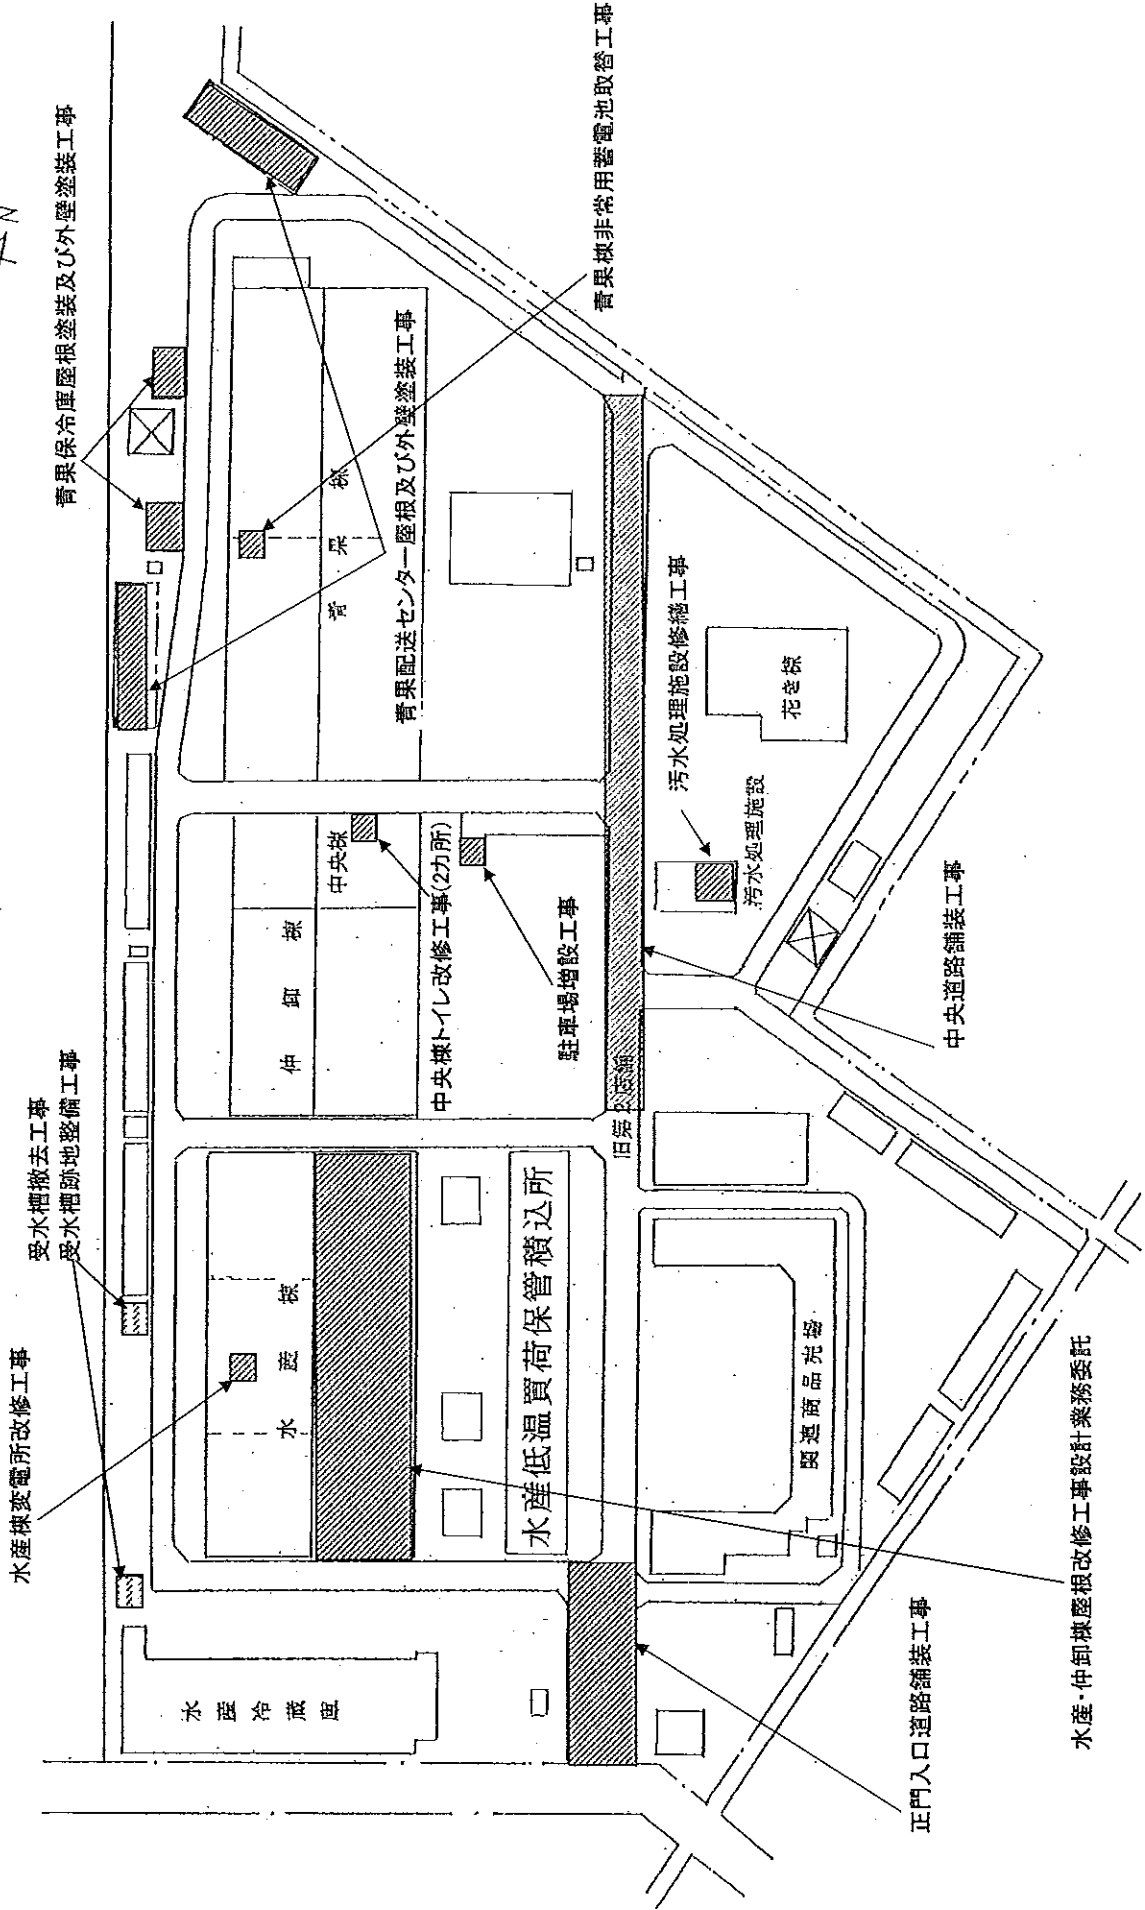 N
水産棟変電所改修工事
受水槽撤去工事
受水槽跡地整備工事
青果保冷庫屋根塗装及び外壁塗装工事
水産冷蔵庫
水産棟
仲卸棟
中央棟
青果棟
青果配送センター屋根及び外壁塗装工事
青果棟非常用蓄電池取替工事
中央棟トイレ改修工事(2カ所)
駐車場増設工事
水産低温買荷保管積込所
汚水処理施設修繕工事
汚水処理施設
花き棟
関連商品売場
中央道路舗装工事
正門入口道路舗装工事
水産・仲卸棟屋根改修工事設計業務委託